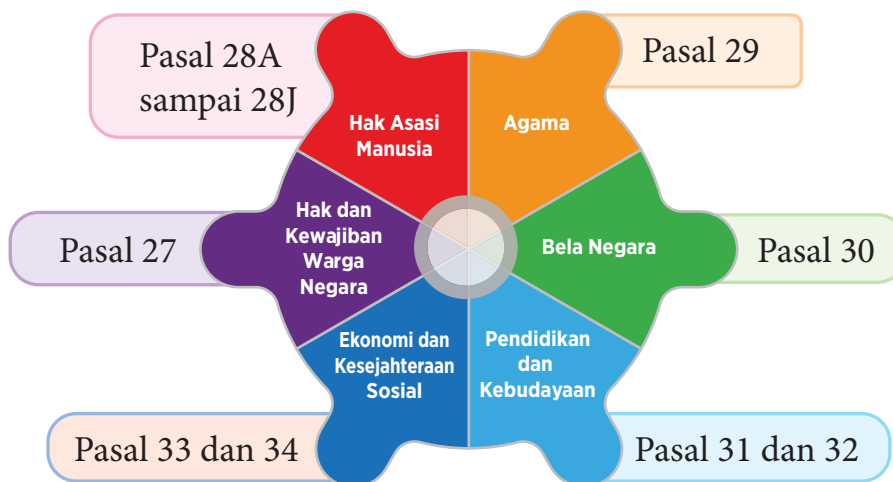 Pasal 28A
sampai 28J
Pasal 29
Hak Asasi
Manusia
Agama
Pasal 27
Hak dan
Kewajiban
Warga
Negara
Bela Negara
Pasal 30
Ekonomi dan
Kesejahteraan
Sosial
Pendidikan
dan
Kebudayaan
Pasal 33 dan 34
Pasal 31 dan 32